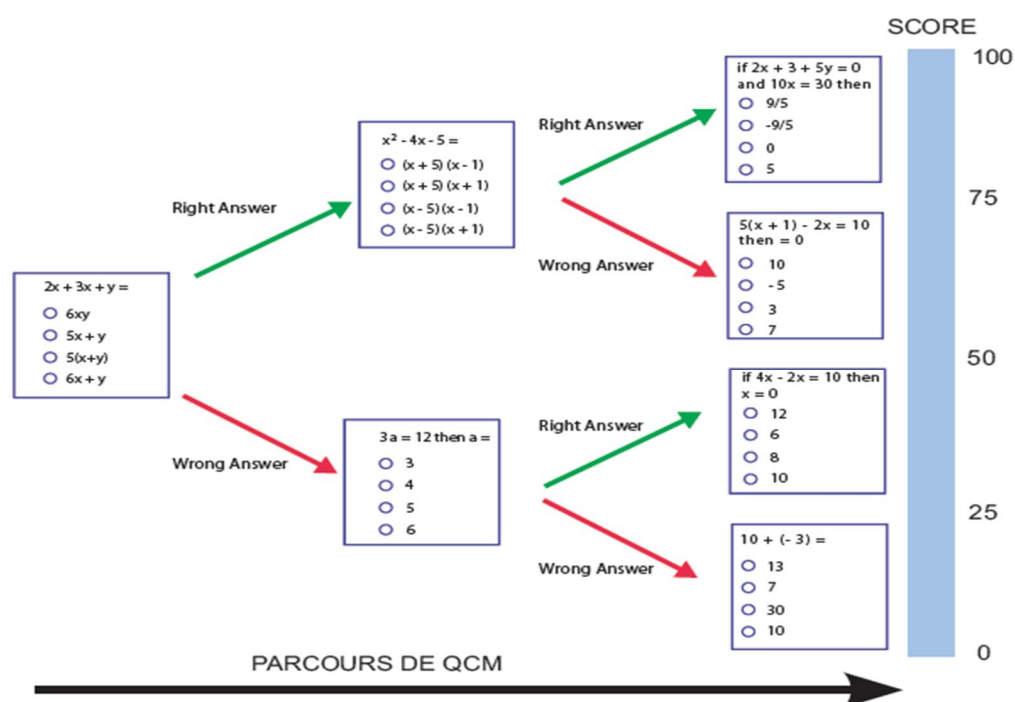 SCORE
100
75
50
25
0
2x + 3x + y =
6xy
5x + y
5(x+y)
6x + y
Right Answer
Wrong Answer
x² - 4x - 5 =
(x + 5) (x - 1)
(x + 5) (x + 1)
(x - 5) (x - 1)
(x - 5) (x + 1)
3a = 12 then a =
3
4
5
6
Right Answer
Wrong Answer
Right Answer
Wrong Answer
if 2x + 3 + 5y = 0
and 10x = 30 then
9/5
-9/5
0
5
5(x + 1) - 2x = 10
then = 0
10
- 5
3
7
if 4x - 2x = 10 then
x = 0
12
6
8
10
10 + (- 3) =
13
7
30
10
PARCOURS DE QCM